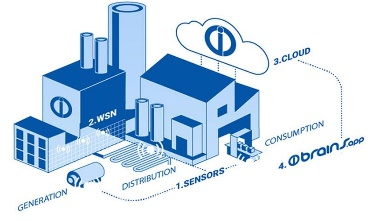 3.CLOUD
2.WSN
CONSUMPTION
4. brains.app
DISTRIBUTION
1.SENSORS
GENERATION